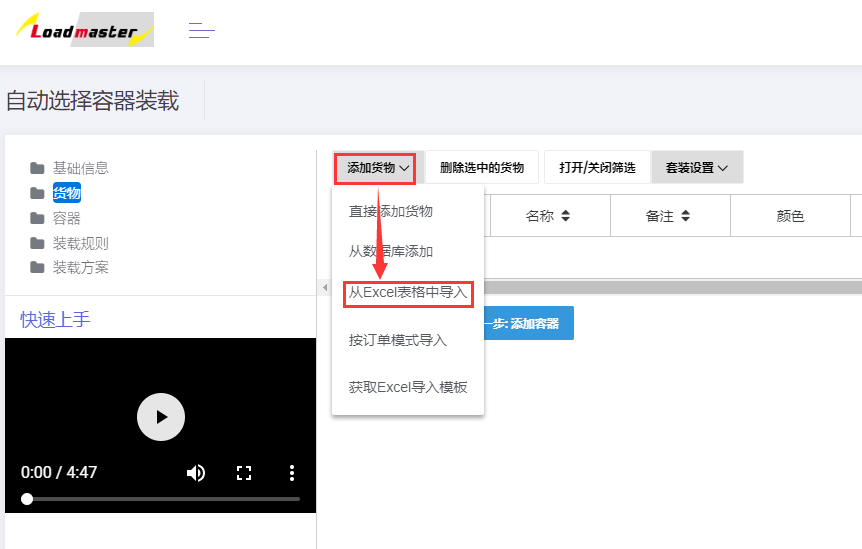 Loadmaster
自动选择容器装载
基础信息
货物
容器
装载规则
装载方案
快速上手
0:00 / 4:47
添加货物 删除选中的货物 打开/关闭筛选 套装设置
直接添加货物
从数据库添加
从Excel表格中导入
按订单模式导入
获取Excel导入模板
名称 备注 颜色
一步: 添加容器